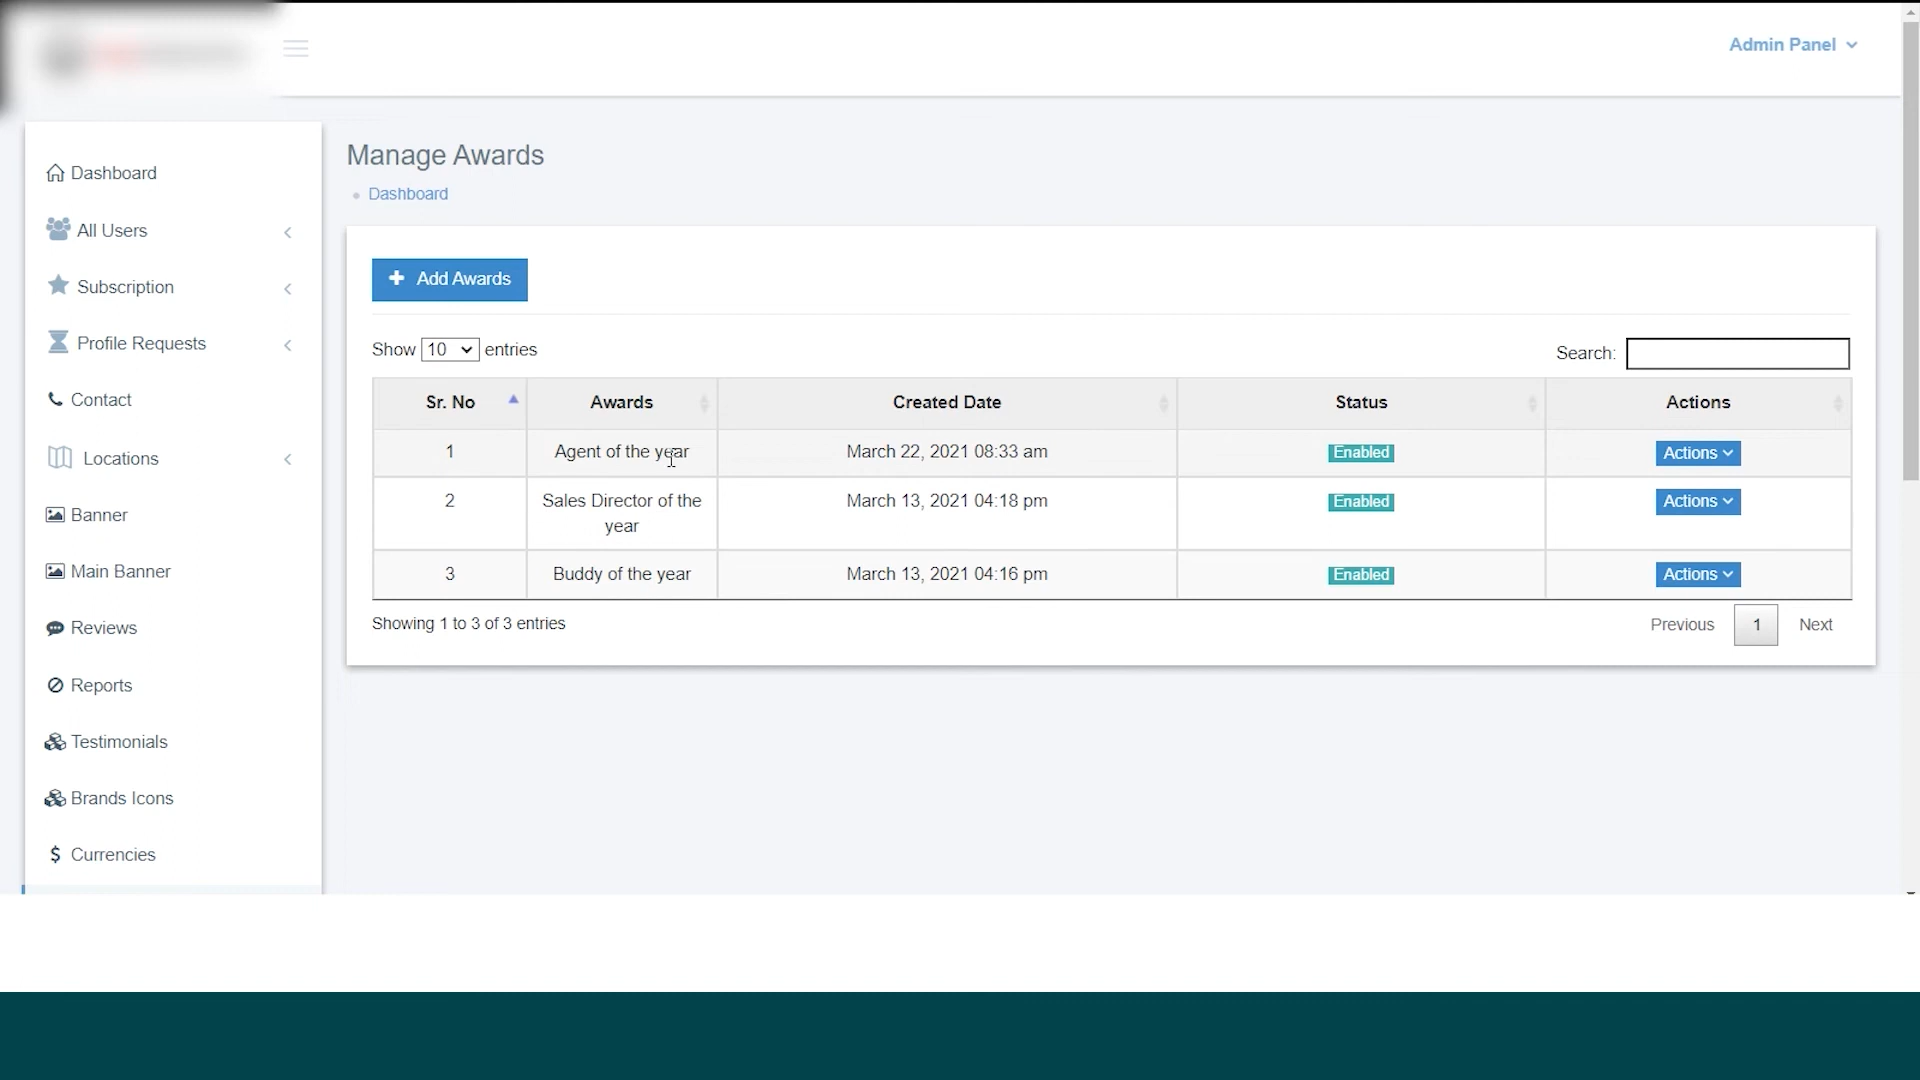 Admin Panel
Dashboard
All Users
Subscription
Profile Requests
Contact
Locations
Banner
Main Banner
Reviews
Reports
Testimonials
Brands Icons
$ Currencies
Manage Awards
Dashboard
+ Add Awards
Show 10 entries
Search:
Sr. No Awards Created Date Status Actions
1 Agent of the year March 22, 2021 08:33 am Enabled Actions
2 Sales Director of the year March 13, 2021 04:18 pm Enabled Actions
3 Buddy of the year March 13, 2021 04:16 pm Enabled Actions
Showing 1 to 3 of 3 entries
Previous 1 Next